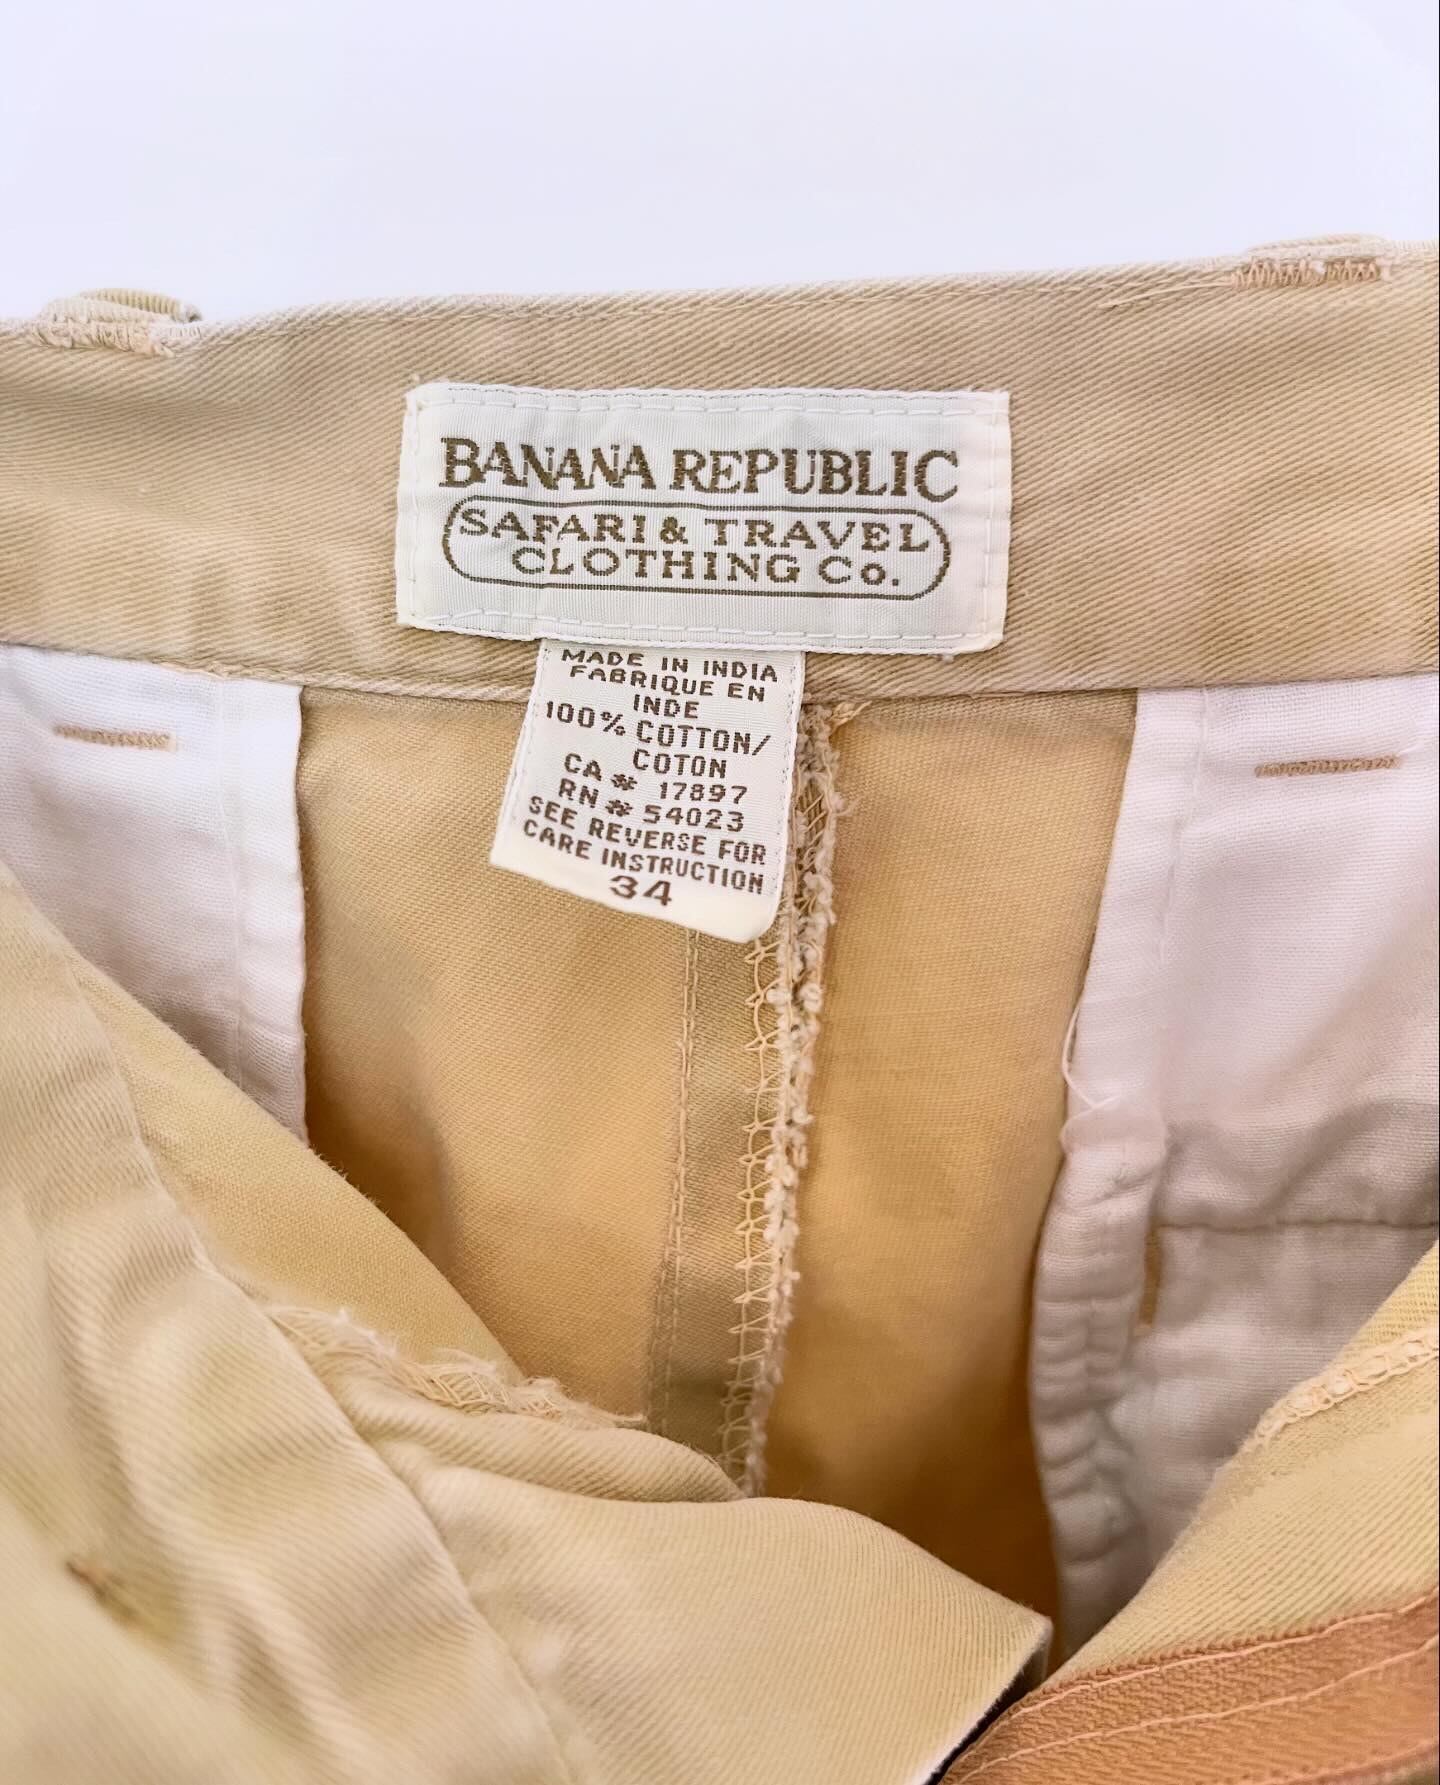 BANANA REPUBLIC
SAFARI & TRAVEL
CLOTHING Co.
MADE IN INDIA
FABRIQUE EN
INDE
100% COTTON/
COTON
CA # 17897
RN # 54023
SEE REVERSE FOR
CARE INSTRUCTION
34